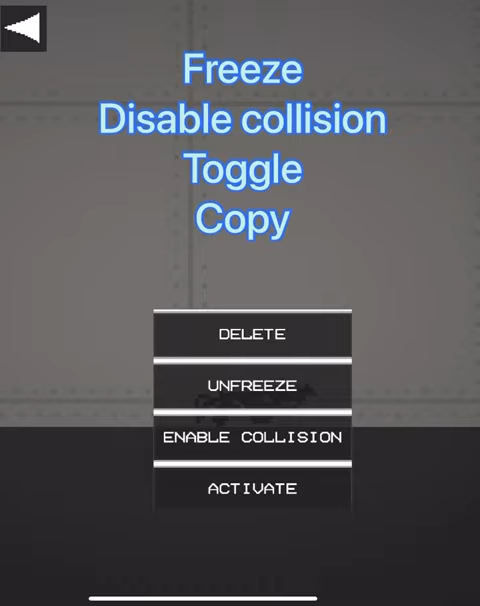 Freeze
Disable collision
Toggle
Copy
DELETE
UNFREEZE
ENABLE COLLISION
ACTIVATE